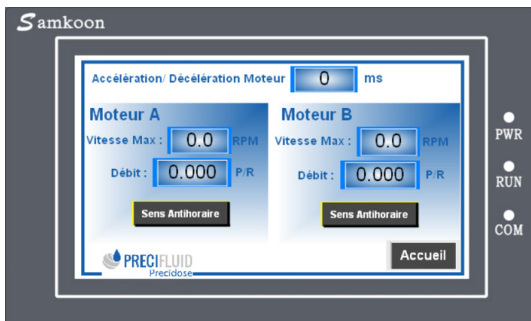 Samkoon
Accélération/ Décélération Moteur 0 ms
Moteur A
Vitesse Max : 0.0 RPM
Débit : 0.000 P/R
Sens Antihoraire
Moteur B
Vitesse Max : 0.0 RPM
Débit : 0.000 P/R
Sens Antihoraire
PRECIFLUID
Precidose
Accueil
PWR
RUN
COM